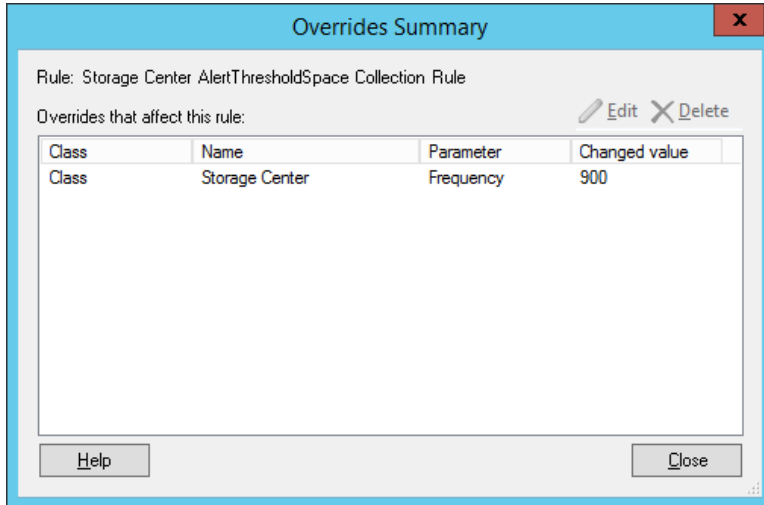 Overrides Summary
x
Rule: Storage Center AlertThresholdSpace Collection Rule
Overrides that affect this rule:
Edit Delete
Class Name Parameter Changed value
Class Storage Center Frequency 900
Help Close